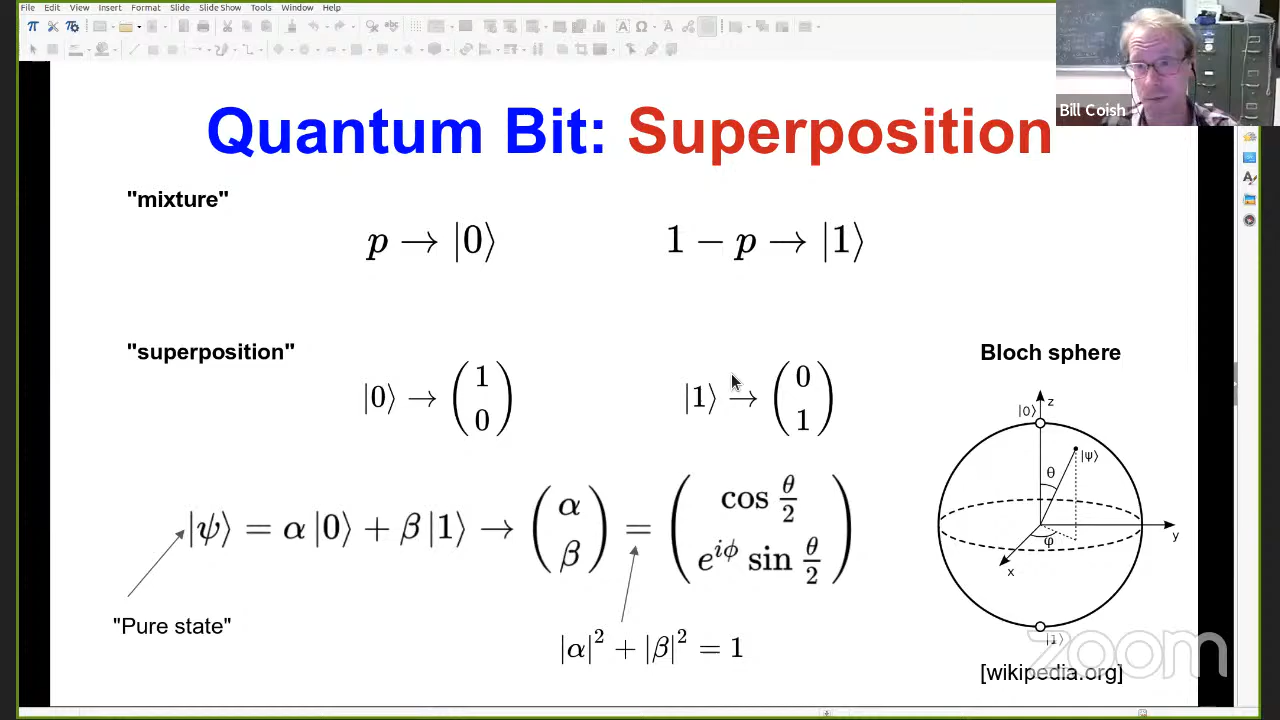 File Edit View Insert Format Slide Slide Show Tools Window Help
Bill Coish
Quantum Bit: Superposition
"mixture"
p → |0⟩ 1 − p → |1⟩
"superposition"
Bloch sphere
|0⟩ → (1 0) |1⟩ → (0 1)
|ψ⟩ = α |0⟩ + β |1⟩ → (α β) = (cos θ/2 e^{iφ} sin θ/2)
"Pure state"
|α|² + |β|² = 1
z
|0⟩
|ψ⟩
θ
φ
y
x
|1⟩
zoom
[wikipedia.org]